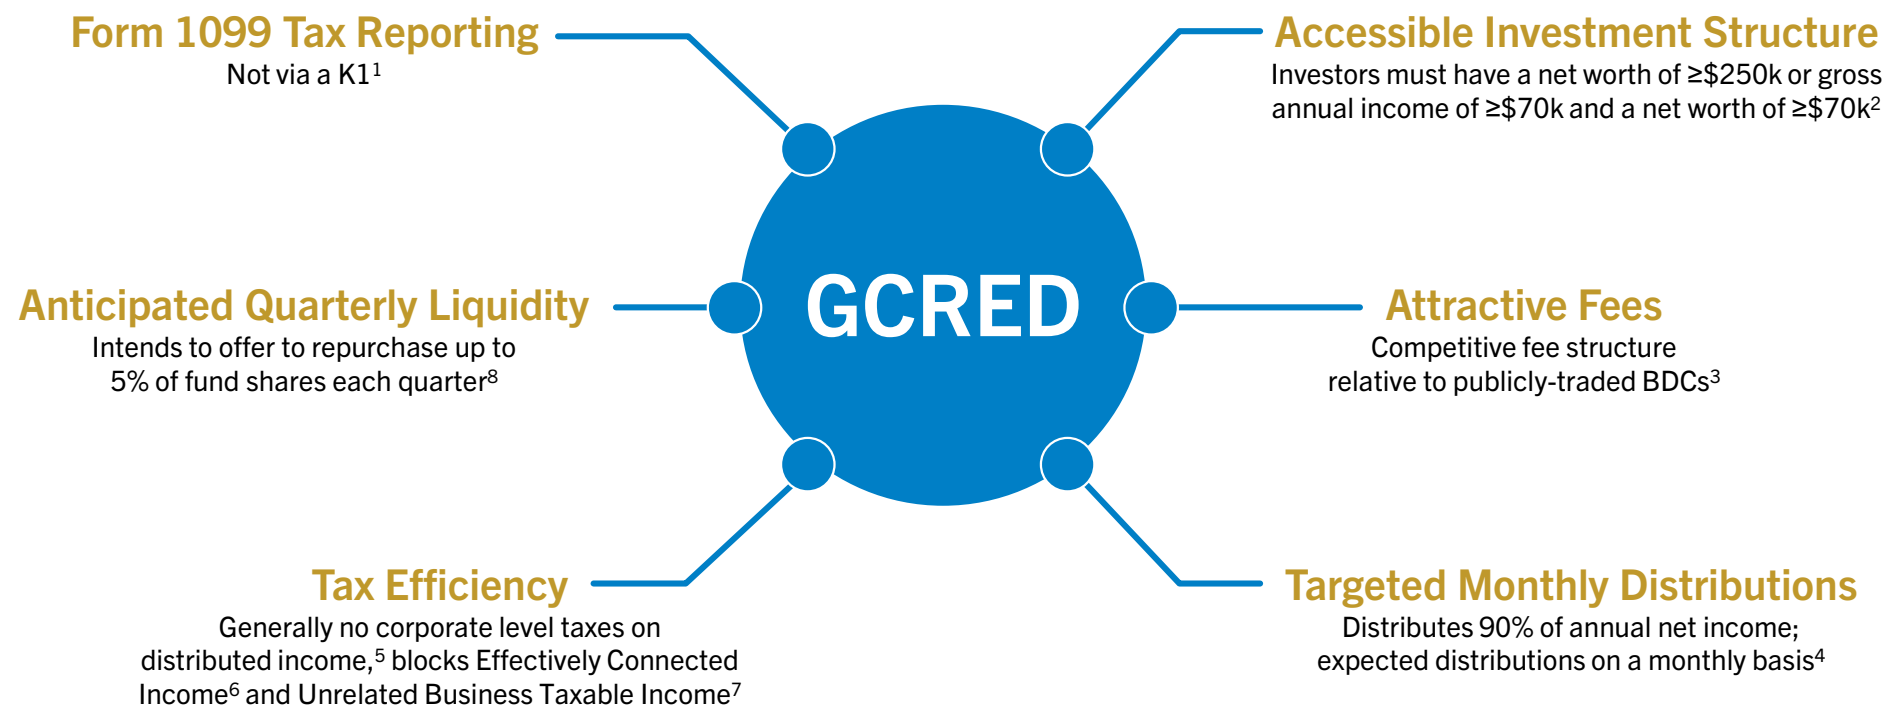 Form 1099 Tax Reporting
Not via a K1¹
Accessible Investment Structure
Investors must have a net worth of ≥$250k or gross
annual income of ≥$70k and a net worth of ≥$70k²
GCRED
Anticipated Quarterly Liquidity
Intends to offer to repurchase up to
5% of fund shares each quarter⁸
Attractive Fees
Competitive fee structure
relative to publicly-traded BDCs³
Tax Efficiency
Generally no corporate level taxes on
distributed income,⁵ blocks Effectively Connected
Income⁶ and Unrelated Business Taxable Income⁷
Targeted Monthly Distributions
Distributes 90% of annual net income;
expected distributions on a monthly basis⁴